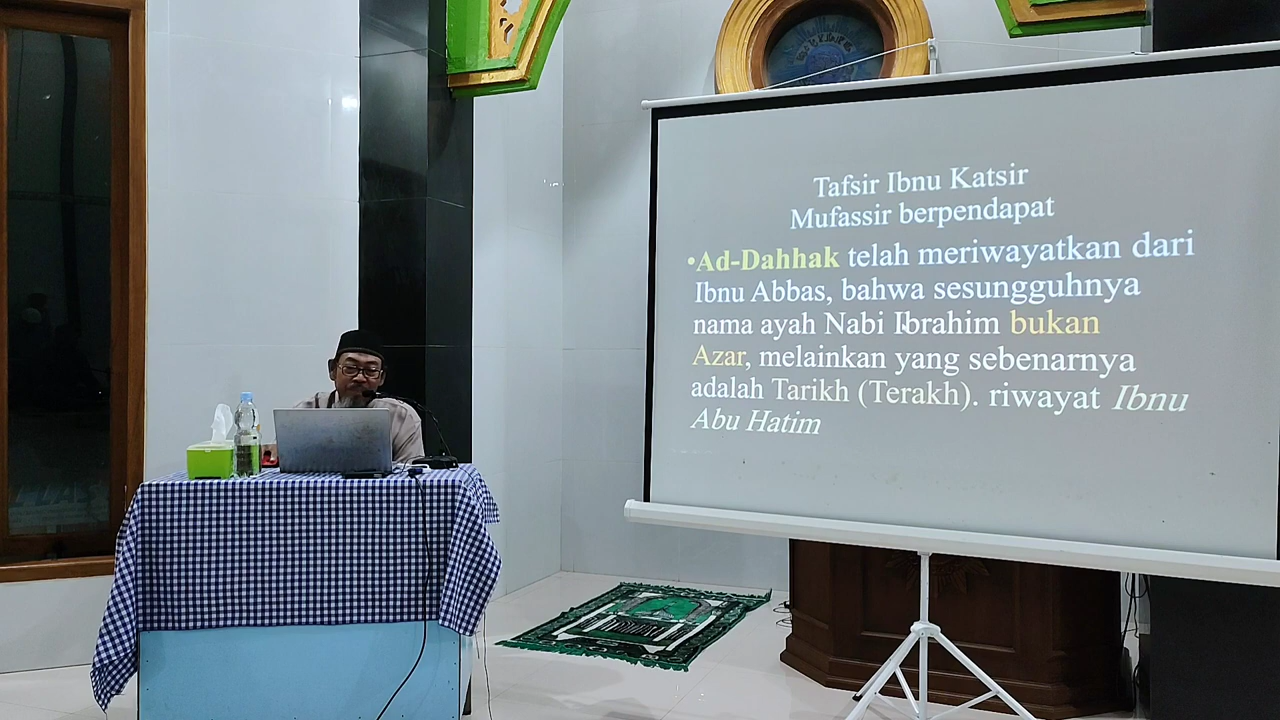 Tafsir Ibnu Katsir
Mufassir berpendapat
•Ad-Dahhak telah meriwayatkan dari
Ibnu Abbas, bahwa sesungguhnya
nama ayah Nabi Ibrahim bukan
Azar, melainkan yang sebenarnya
adalah Tarikh (Terakh). riwayat Ibnu
Abu Hatim